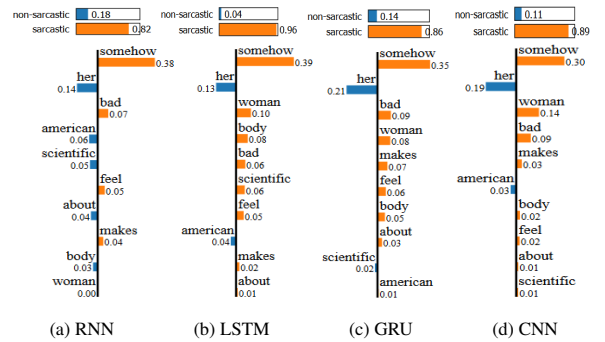 non-sarcastic 0.18
sarcastic 0.82
somehow
0.38
her
0.14
bad
0.07
american
0.06
scientific
0.05
feel
0.05
about
0.04
makes
0.04
body
0.03
woman
0.00
(a) RNN
non-sarcastic 0.04
sarcastic 0.96
somehow
0.39
her
0.13
woman
0.10
body
0.08
bad
0.06
scientific
0.06
feel
0.05
american
0.04
makes
0.02
about
0.01
(b) LSTM
non-sarcastic 0.14
sarcastic 0.86
somehow
0.35
her
0.21
bad
0.09
woman
0.08
makes
0.07
feel
0.06
body
0.05
about
0.03
scientific
0.02
american
0.01
(c) GRU
non-sarcastic 0.11
sarcastic 0.89
somehow
0.30
her
0.19
woman
0.14
bad
0.09
makes
0.03
american
0.03
body
0.02
feel
0.02
about
0.01
scientific
0.01
(d) CNN